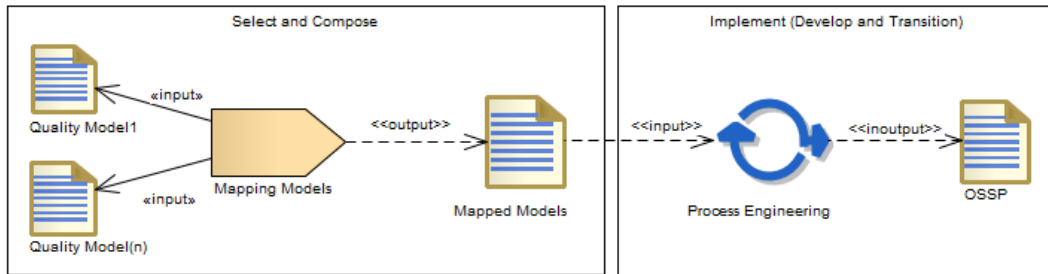 Select and Compose
Implement (Develop and Transition)
«input»
Quality Model1
<<output>>
<<input>>
<<inoutput>>
Mapping Models
«input»
Mapped Models
Process Engineering
OSSP
Quality Model(n)